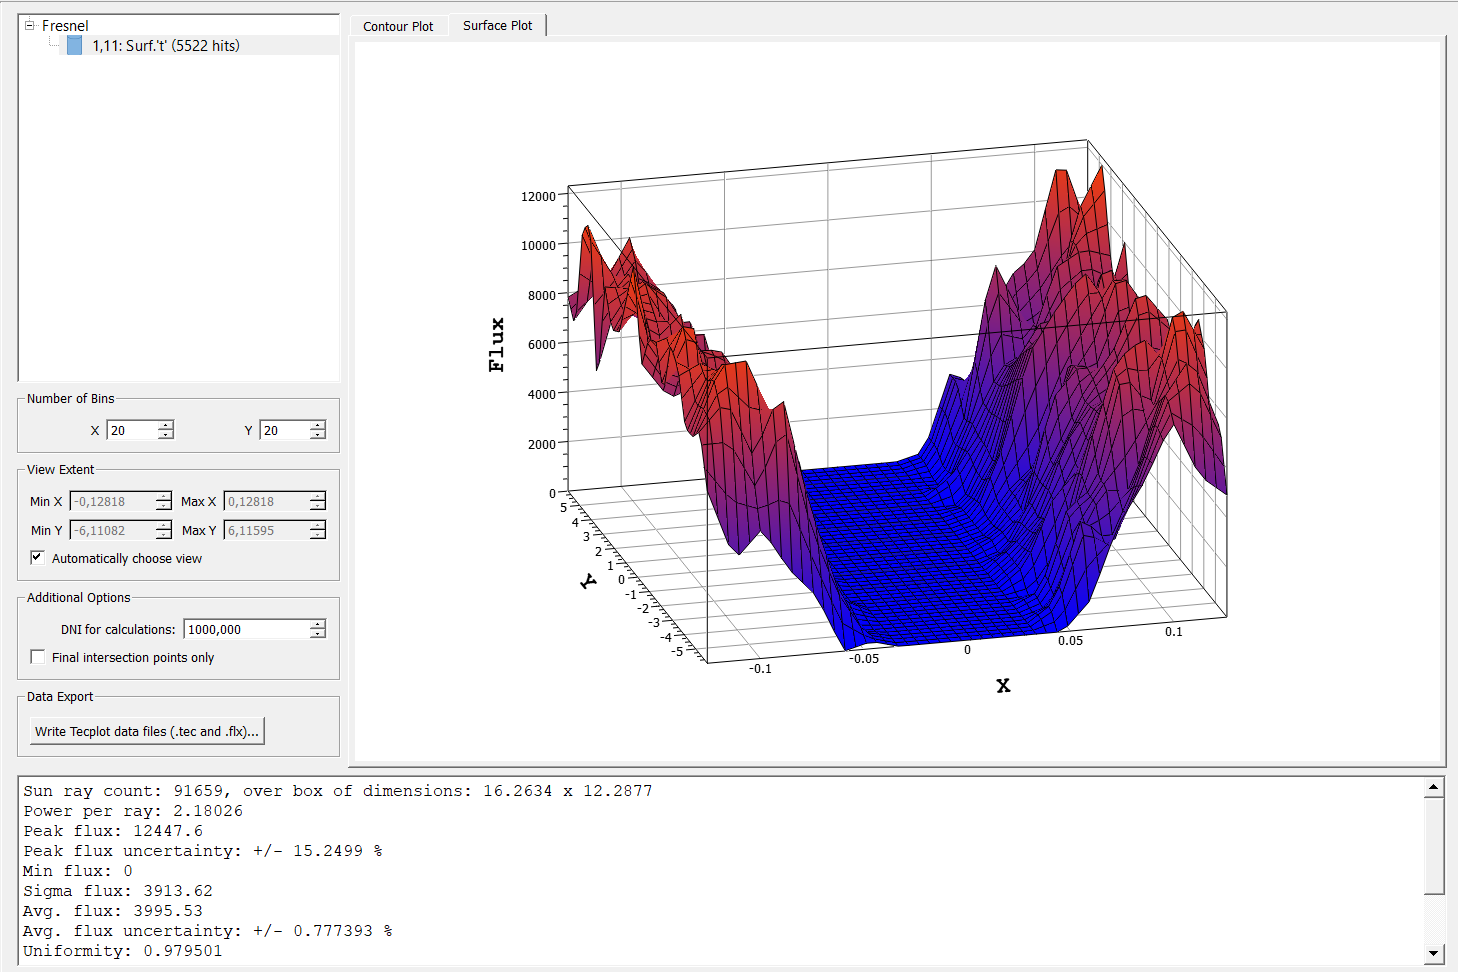 Fresnel
1,11: Surf.'t' (5522 hits)
Contour Plot
Surface Plot
Number of Bins
X 20
Y 20
View Extent
Min X -0,12818 Max X 0,12818
Min Y -6,11082 Max Y 6,11595
Automatically choose view
Additional Options
DNI for calculations: 1000,000
Final intersection points only
Data Export
Write Tecplot data files (.tec and .flx)...
12000
10000
8000
6000
4000
2000
0
Flux
5
4
3
2
1
0
-1
-2
-3
-4
-5
Y
-0.1
-0.05
0
0.05
0.1
X
Sun ray count: 91659, over box of dimensions: 16.2634 x 12.2877
Power per ray: 2.18026
Peak flux: 12447.6
Peak flux uncertainty: +/- 15.2499 %
Min flux: 0
Sigma flux: 3913.62
Avg. flux: 3995.53
Avg. flux uncertainty: +/- 0.777393 %
Uniformity: 0.979501